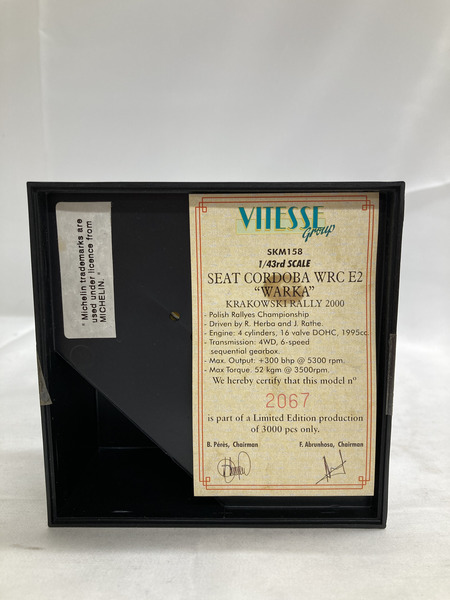 " Michelin trademarks are
used under licence from
MICHELIN. "
VITESSE
Group
SKM158
1/43rd SCALE
SEAT CORDOBA WRC E2
“WARKA”
KRAKOWSKI RALLY 2000
- Polish Rallyes Championship
- Driven by R. Herba and J. Rathe.
- Engine: 4 cylinders, 16 valve DOHC, 1995cc.
- Transmission: 4WD, 6-speed
sequential gearbox.
- Max. Output: +300 bhp @ 5300 rpm.
- Max Torque. 52 kgm @ 3500rpm.
We hereby certify that this model nº
2067
is part of a Limited Edition production
of 3000 pcs only.
B. Pérès, Chairman F. Abrunhosa, Chairman